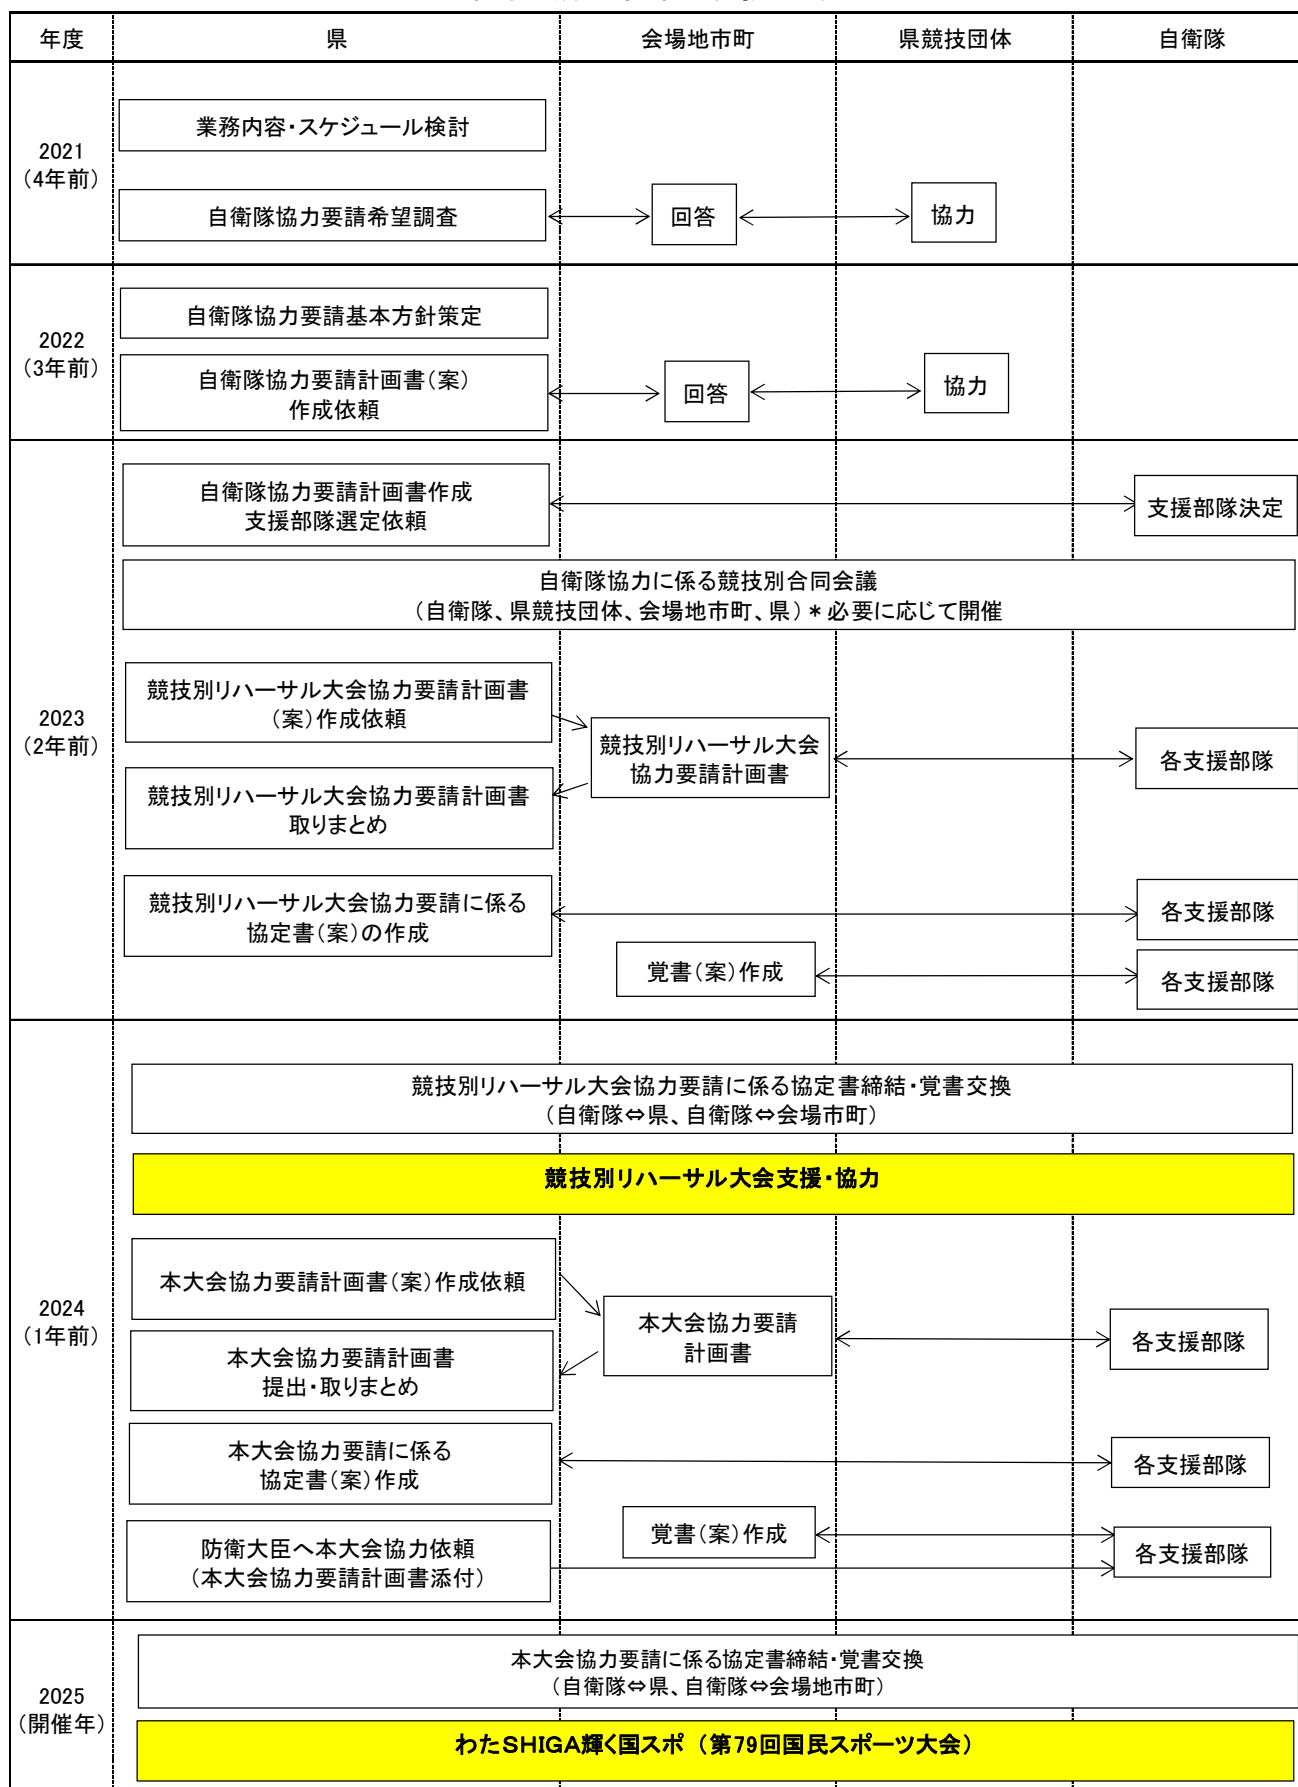 年度 県 会場地市町 県競技団体 自衛隊
2021
(4年前)
業務内容・スケジュール検討
自衛隊協力要請希望調査 回答 協力
2022
(3年前)
自衛隊協力要請基本方針策定
自衛隊協力要請計画書(案)
作成依頼
回答 協力
2023
(2年前)
自衛隊協力要請計画書作成
支援部隊選定依頼
支援部隊決定
自衛隊協力に係る競技別合同会議
(自衛隊、県競技団体、会場地市町、県)*必要に応じて開催
競技別リハーサル大会協力要請計画書
(案)作成依頼
競技別リハーサル大会
協力要請計画書
各支援部隊
競技別リハーサル大会協力要請計画書
取りまとめ
競技別リハーサル大会協力要請に係る
協定書(案)の作成
各支援部隊
覚書(案)作成 各支援部隊
2024
(1年前)
競技別リハーサル大会協力要請に係る協定書締結・覚書交換
(自衛隊⇔県、自衛隊⇔会場市町)
競技別リハーサル大会支援・協力
本大会協力要請計画書(案)作成依頼
本大会協力要請
計画書
各支援部隊
本大会協力要請計画書
提出・取りまとめ
本大会協力要請に係る
協定書(案)作成
各支援部隊
覚書(案)作成 各支援部隊
防衛大臣へ本大会協力依頼
(本大会協力要請計画書添付)
2025
(開催年)
本大会協力要請に係る協定書締結・覚書交換
(自衛隊⇔県、自衛隊⇔会場地市町)
わたSHIGA輝く国スポ (第79回国民スポーツ大会)